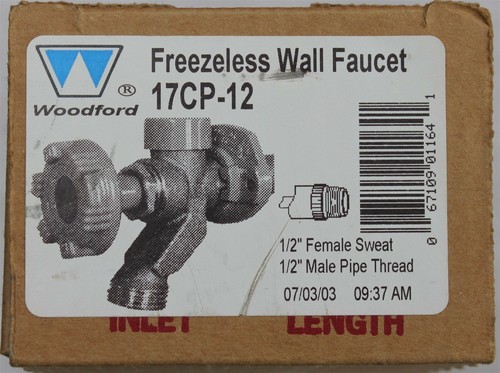 Woodford ®
Freezeless Wall Faucet
17CP-12
0 67109 01164 1
1/2" Female Sweat
1/2" Male Pipe Thread
07/03/03 09:37 AM
INLET LENGTH